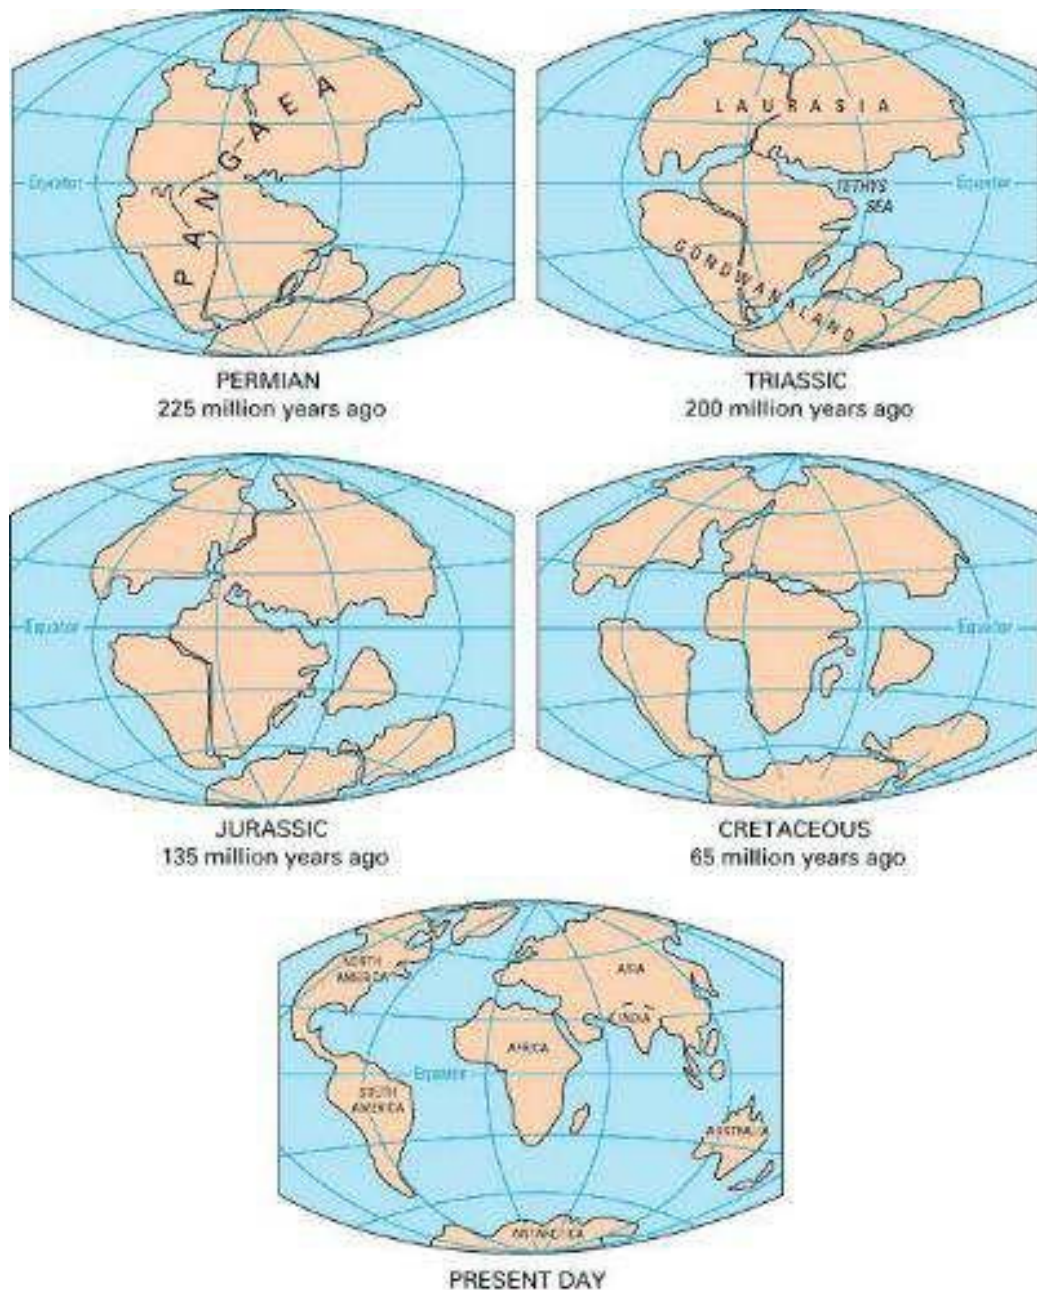 PANGAEA
Equator
PERMIAN
225 million years ago
LAURASIA
TETHYS
SEA
Equator
GONDWANALAND
TRIASSIC
200 million years ago
Equator
JURASSIC
135 million years ago
Equator
CRETACEOUS
65 million years ago
NORTH
AMERICA
ASIA
INDIA
AFRICA
Equator
SOUTH
AMERICA
AUSTRALIA
ANTARCTICA
PRESENT DAY